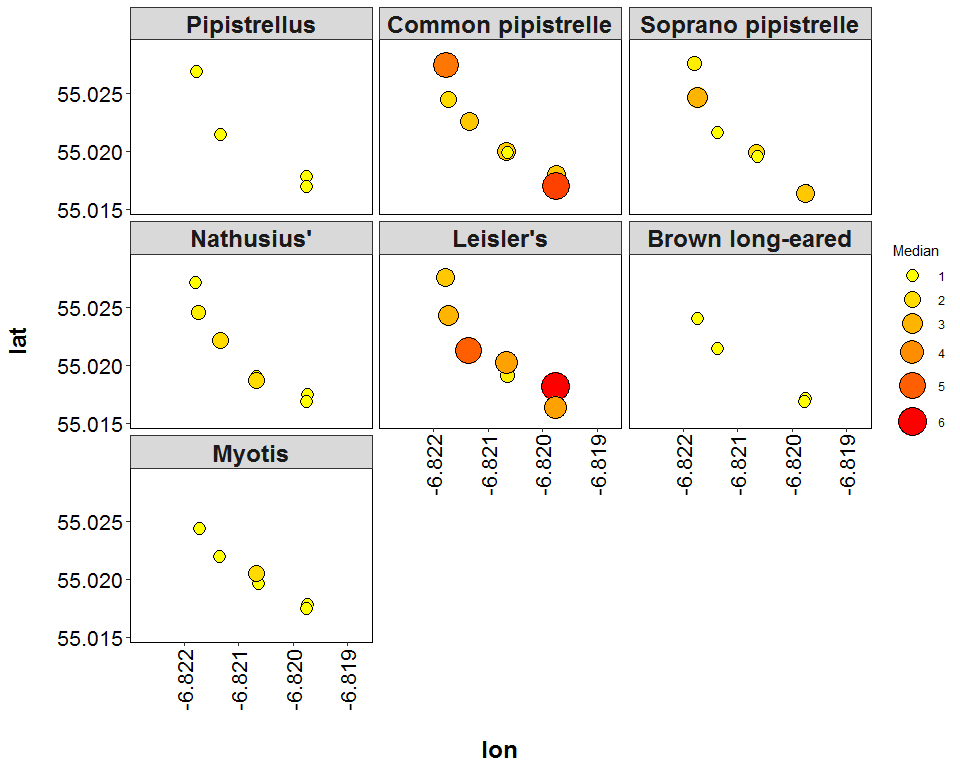 Pipistrellus
Common pipistrelle
Soprano pipistrelle
55.025
55.020
55.015
Nathusius'
Leisler's
Brown long-eared
55.025
55.020
55.015
-6.822
-6.821
-6.820
-6.819
-6.822
-6.821
-6.820
-6.819
Myotis
55.025
55.020
55.015
-6.822
-6.821
-6.820
-6.819
lat
lon
Median
1
2
3
4
5
6